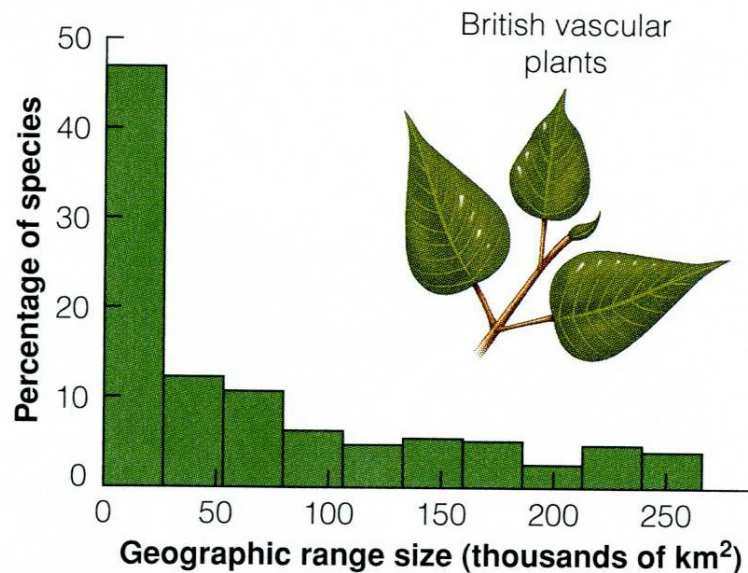 British vascular
plants
Percentage of species
50
40
30
20
10
0
0 50 100 150 200 250
Geographic range size (thousands of km²)